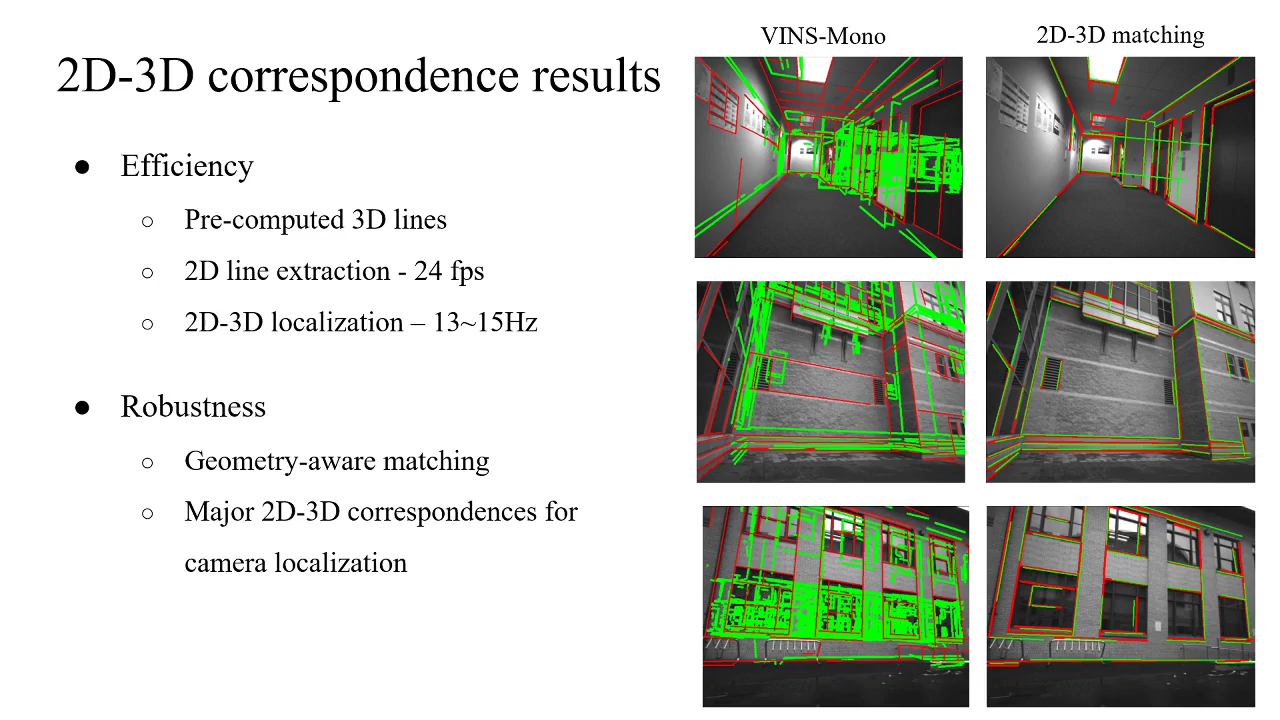 2D-3D correspondence results
● Efficiency
○ Pre-computed 3D lines
○ 2D line extraction - 24 fps
○ 2D-3D localization – 13~15Hz
● Robustness
○ Geometry-aware matching
○ Major 2D-3D correspondences for
camera localization
VINS-Mono
2D-3D matching